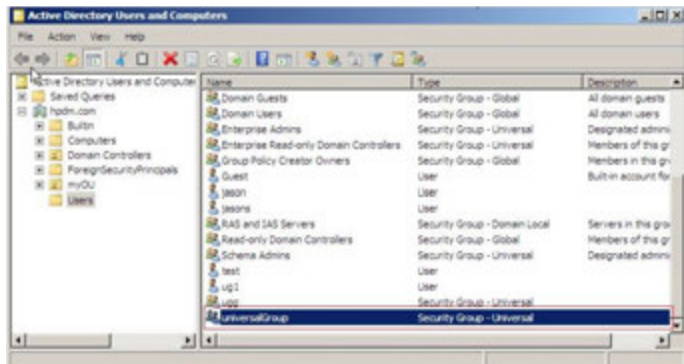 Active Directory Users and Computers
File Action View Help
Active Directory Users and Computer
Saved Queries
hpdm.com
Builtin
Computers
Domain Controllers
ForeignSecurityPrincipals
myOU
Users
Name Type Description
Domain Guests Security Group - Global All domain guests
Domain Users Security Group - Global All domain users
Enterprise Admins Security Group - Universal Designated admini
Enterprise Read-only Domain Controllers Security Group - Universal Members of this gr
Group Policy Creator Owners Security Group - Global Members in this gr
Guest User Built-in account for
jason User
jasons User
RAS and IAS Servers Security Group - Domain Local Servers in this grou
Read-only Domain Controllers Security Group - Global Members of this gr
Schema Admins Security Group - Universal Designated admini
test User
ug1 User
ugp Security Group - Universal
universalGroup Security Group - Universal